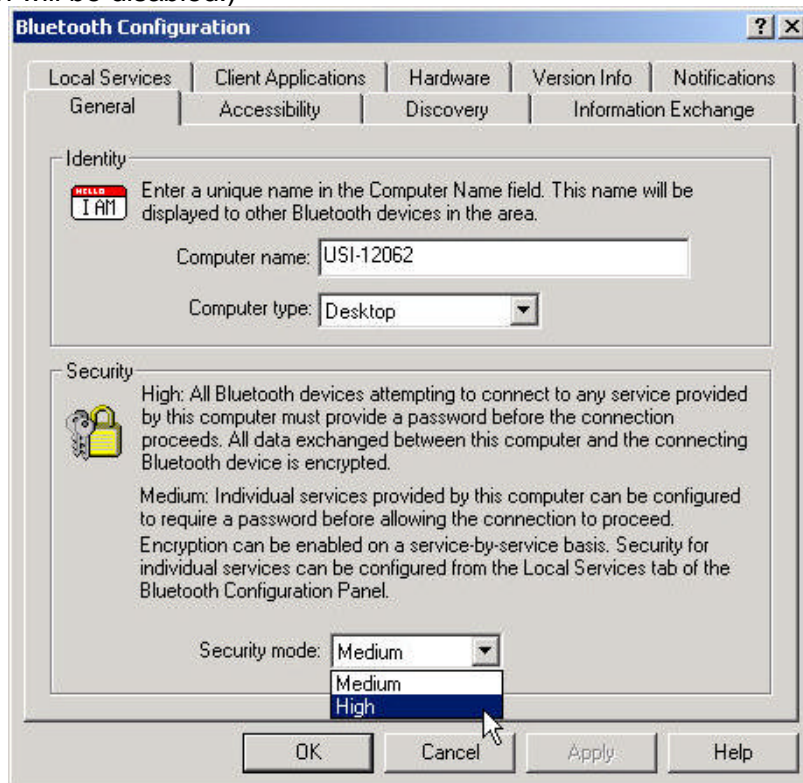 will be disabled.)
Bluetooth Configuration
Local Services Client Applications Hardware Version Info Notifications
General Accessibility Discovery Information Exchange
Identity
HELLO
I AM
Enter a unique name in the Computer Name field. This name will be
displayed to other Bluetooth devices in the area.
Computer name: USI-12062
Computer type: Desktop
Security
High: All Bluetooth devices attempting to connect to any service provided
by this computer must provide a password before the connection
proceeds. All data exchanged between this computer and the connecting
Bluetooth device is encrypted.
Medium: Individual services provided by this computer can be configured
to require a password before allowing the connection to proceed.
Encryption can be enabled on a service-by-service basis. Security for
individual services can be configured from the Local Services tab of the
Bluetooth Configuration Panel.
Security mode: Medium
Medium
High
OK Cancel Apply Help